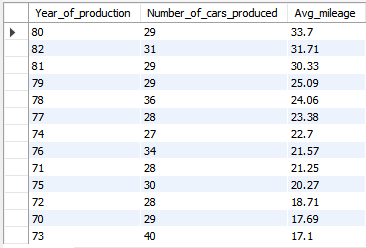 Year_of_production Number_of_cars_produced Avg_mileage
80 29 33.7
82 31 31.71
81 29 30.33
79 29 25.09
78 36 24.06
77 28 23.38
74 27 22.7
76 34 21.57
71 28 21.25
75 30 20.27
72 28 18.71
70 29 17.69
73 40 17.1